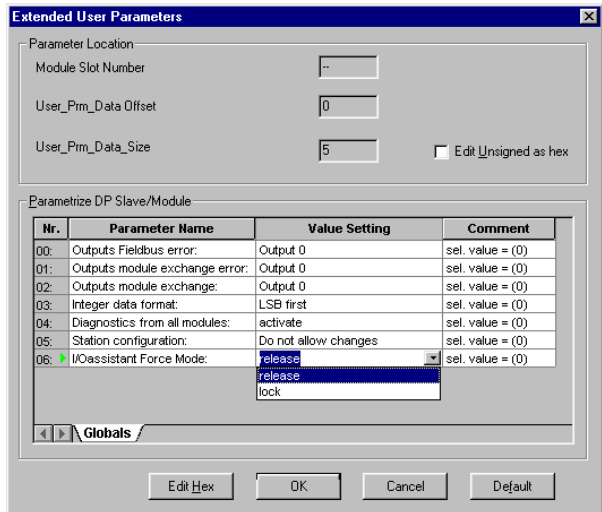 Extended User Parameters
Parameter Location
Module Slot Number --
User_Prm_Data Offset 0
User_Prm_Data_Size 5 Edit Unsigned as hex
Parametrize DP Slave/Module
Nr. Parameter Name Value Setting Comment
00: Outputs Fieldbus error: Output 0 sel. value = (0)
01: Outputs module exchange error: Output 0 sel. value = (0)
02: Outputs module exchange: Output 0 sel. value = (0)
03: Integer data format: LSB first sel. value = (0)
04: Diagnostics from all modules: activate sel. value = (0)
05: Station configuration: Do not allow changes sel. value = (0)
06: I/Oassistant Force Mode: release sel. value = (0)
release
lock
Globals
Edit Hex OK Cancel Default